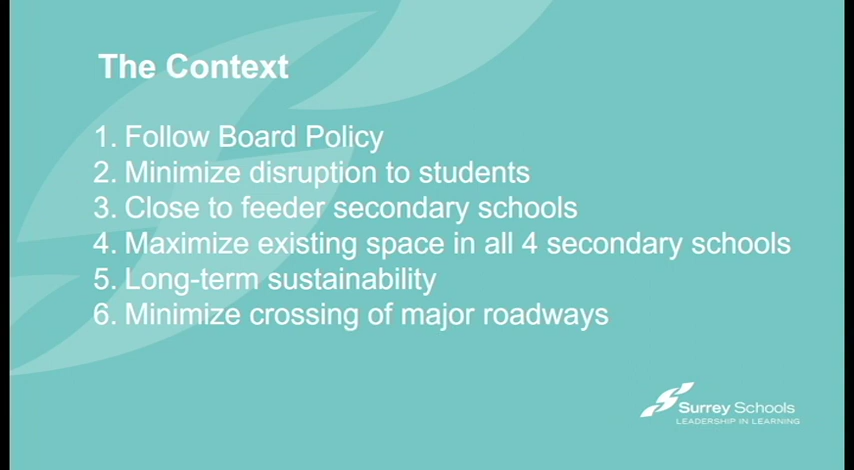 The Context
1. Follow Board Policy
2. Minimize disruption to students
3. Close to feeder secondary schools
4. Maximize existing space in all 4 secondary schools
5. Long-term sustainability
6. Minimize crossing of major roadways
Surrey Schools
LEADERSHIP IN LEARNING